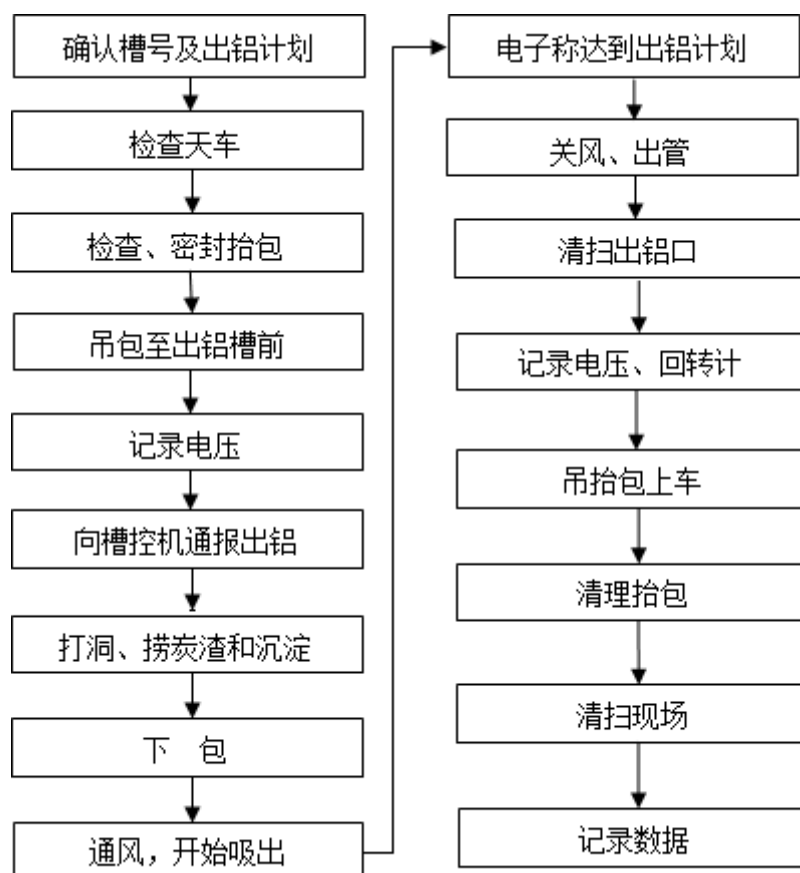 确认槽号及出铝计划
检查天车
检查、密封抬包
吊包至出铝槽前
记录电压
向槽控机通报出铝
打洞、捞炭渣和沉淀
下 包
通风，开始吸出
电子称达到出铝计划
关风、出管
清扫出铝口
记录电压、回转计
吊抬包上车
清理抬包
清扫现场
记录数据